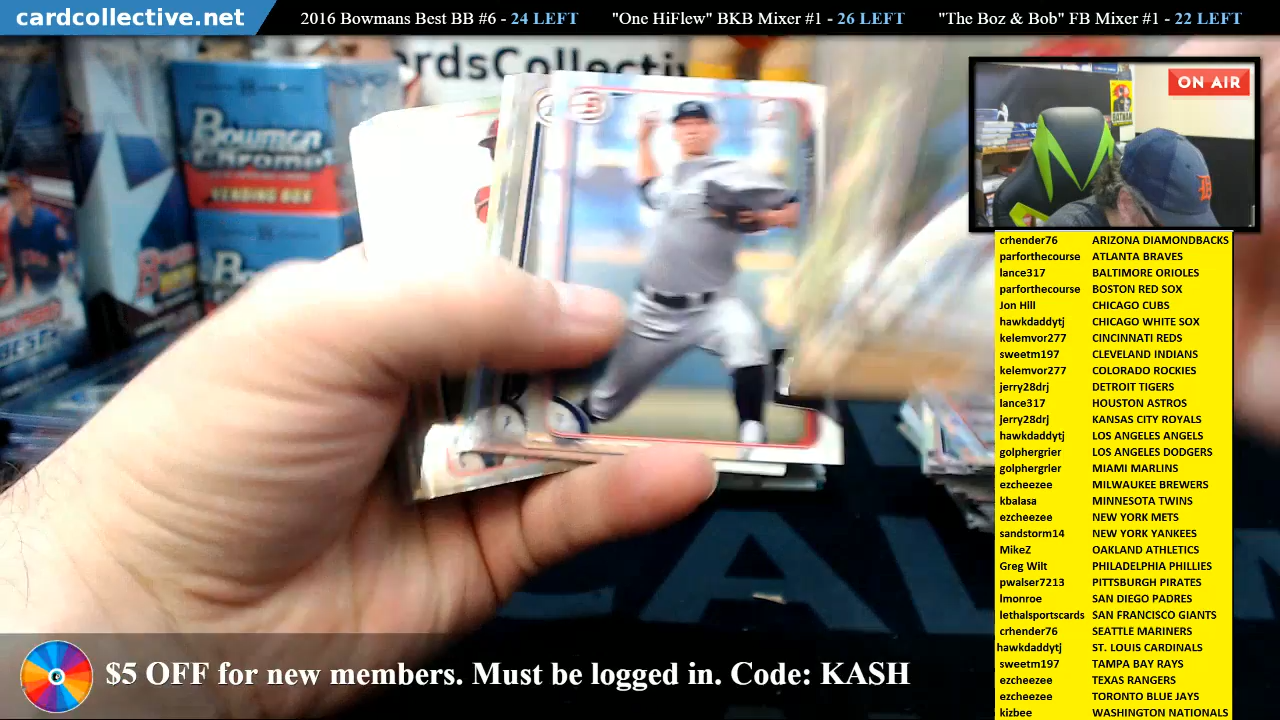 cardcollective.net
2016 Bowmans Best BB #6 - 24 LEFT "One HiFlew" BKB Mixer #1 - 26 LEFT "The Boz & Bob" FB Mixer #1 - 22 LEFT
ardsCollectiv
ON AIR
BATMAN
Bowman
Chrome
VENDING BOX
B
BEST
crhender76 ARIZONA DIAMONDBACKS
parforthecourse ATLANTA BRAVES
lance317 BALTIMORE ORIOLES
parforthecourse BOSTON RED SOX
Jon Hill CHICAGO CUBS
hawkdaddytj CHICAGO WHITE SOX
kelemvor277 CINCINNATI REDS
sweetm197 CLEVELAND INDIANS
kelemvor277 COLORADO ROCKIES
jerry28drj DETROIT TIGERS
lance317 HOUSTON ASTROS
jerry28drj KANSAS CITY ROYALS
hawkdaddytj LOS ANGELES ANGELS
golphergrier LOS ANGELES DODGERS
golphergrier MIAMI MARLINS
ezcheezee MILWAUKEE BREWERS
kbalasa MINNESOTA TWINS
ezcheezee NEW YORK METS
sandstorm14 NEW YORK YANKEES
MikeZ OAKLAND ATHLETICS
Greg Wilt PHILADELPHIA PHILLIES
pwalser7213 PITTSBURGH PIRATES
lmonroe SAN DIEGO PADRES
lethalsportscards SAN FRANCISCO GIANTS
crhender76 SEATTLE MARINERS
hawkdaddytj ST. LOUIS CARDINALS
sweetm197 TAMPA BAY RAYS
ezcheezee TEXAS RANGERS
ezcheezee TORONTO BLUE JAYS
kizbee WASHINGTON NATIONALS
$5 OFF for new members. Must be logged in. Code: KASH